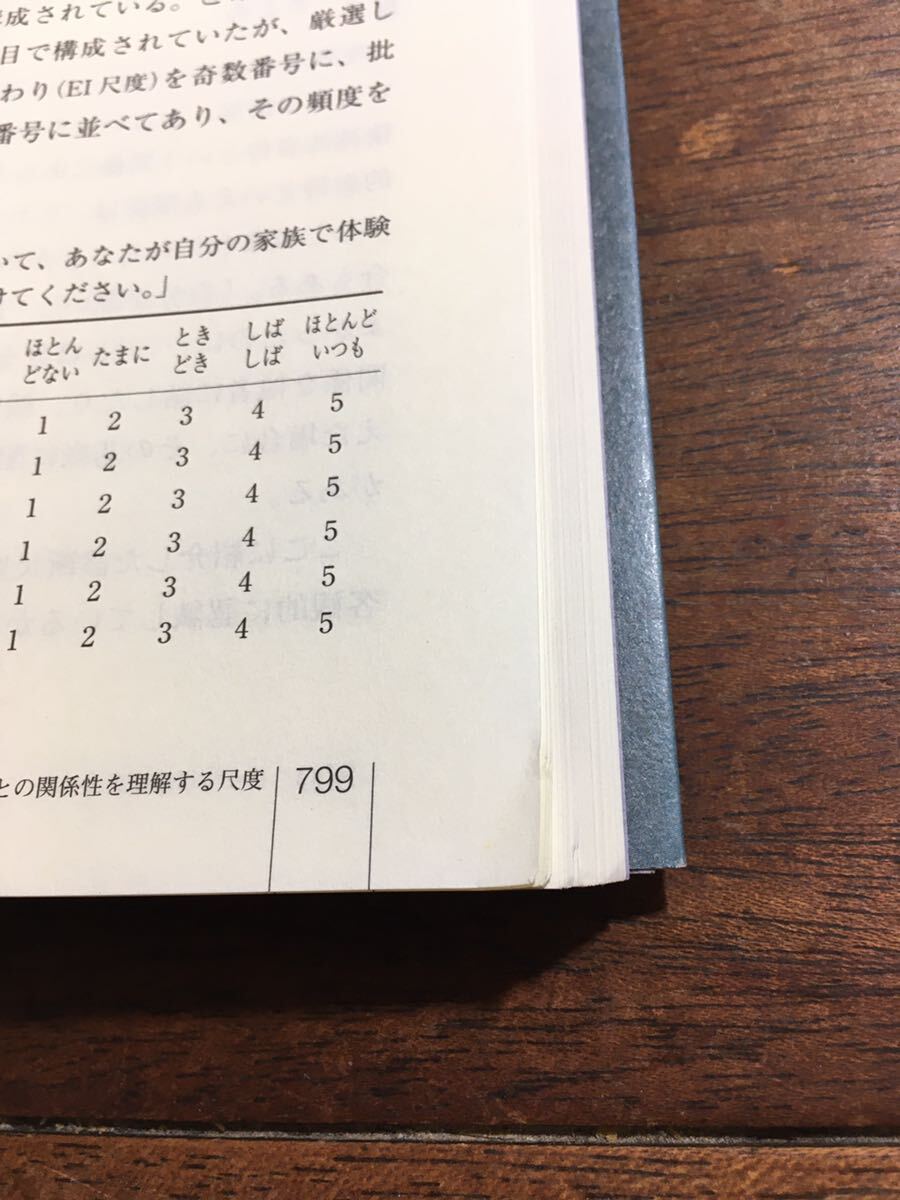 構成されている。
目で構成されていたが、厳選し
わり(EI尺度)を奇数番号に、批
番号に並べてあり、その頻度を
いて、あなたが自分の家族で体験
けてください。」
ほとん どない たまに とき どき しば しば ほとんど いつも
1 2 3 4 5
1 2 3 4 5
1 2 3 4 5
1 2 3 4 5
1 2 3 4 5
1 2 3 4 5
との関係性を理解する尺度 799